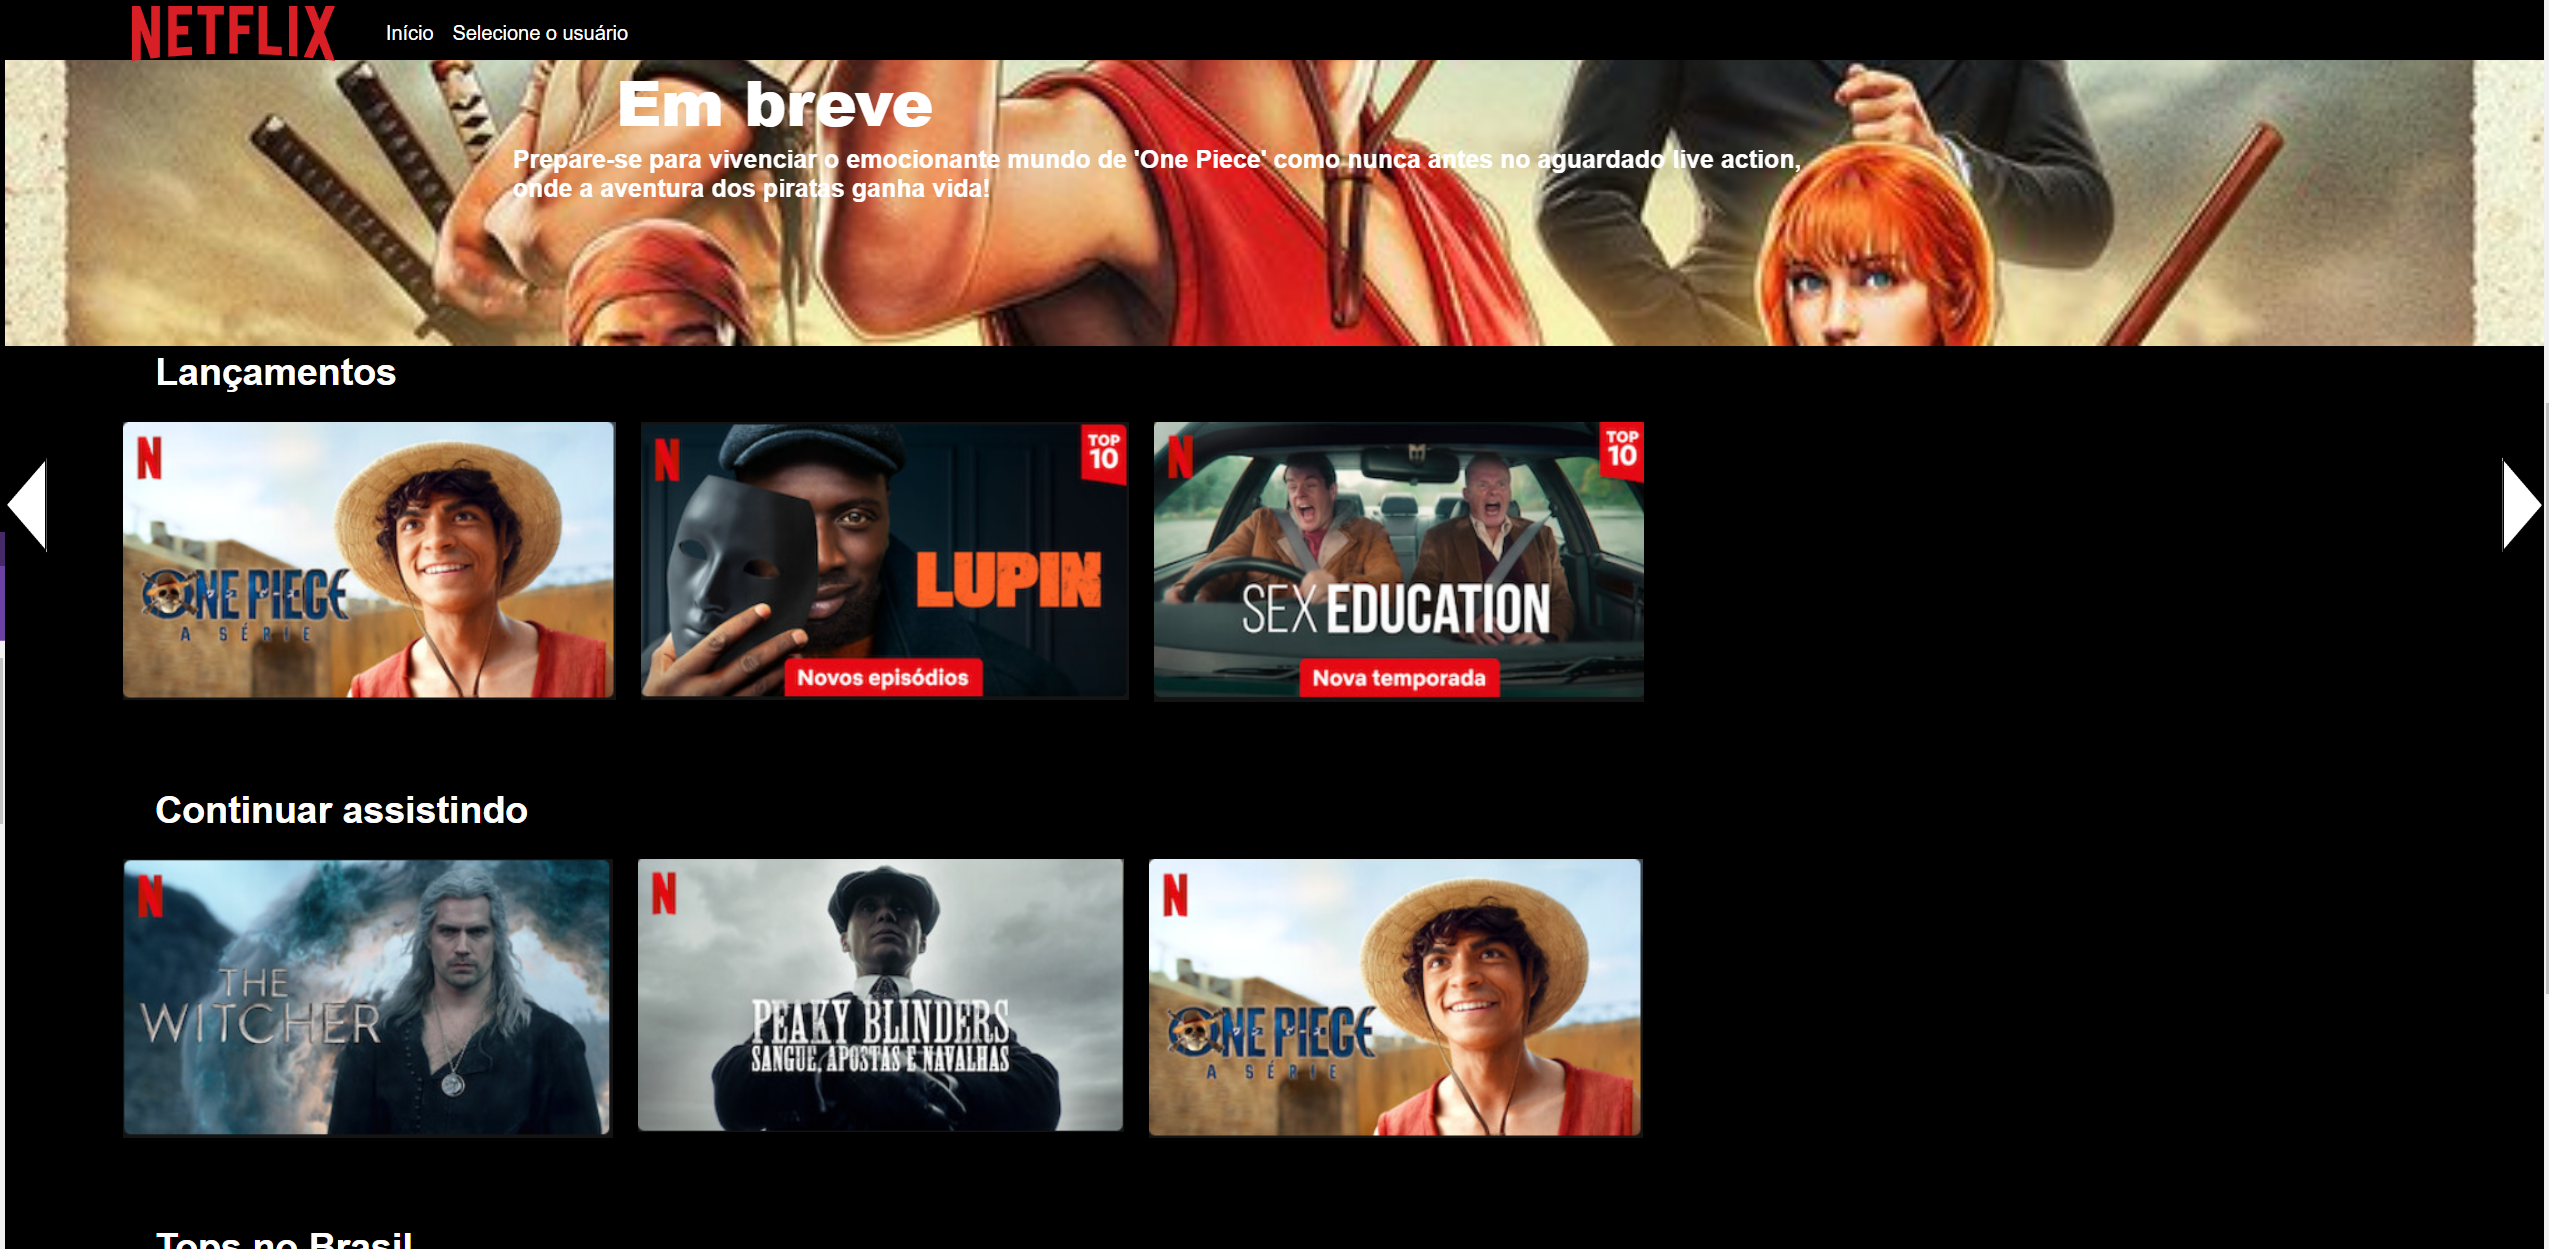 NETFLIX
Início Selecione o usuário
Em breve
Prepare-se para vivenciar o emocionante mundo de 'One Piece' como nunca antes no aguardado live action,
onde a aventura dos piratas ganha vida!
Lançamentos
N
ONE PIECE
A SÉRIE
N
TOP
10
LUPIN
Novos episódios
N
TOP
10
SEX EDUCATION
Nova temporada
Continuar assistindo
N
THE
WITCHER
N
PEAKY BLINDERS
SANGUE, APOSTAS E NAVALHAS
N
ONE PIECE
A SÉRIE
Tops no Brasil